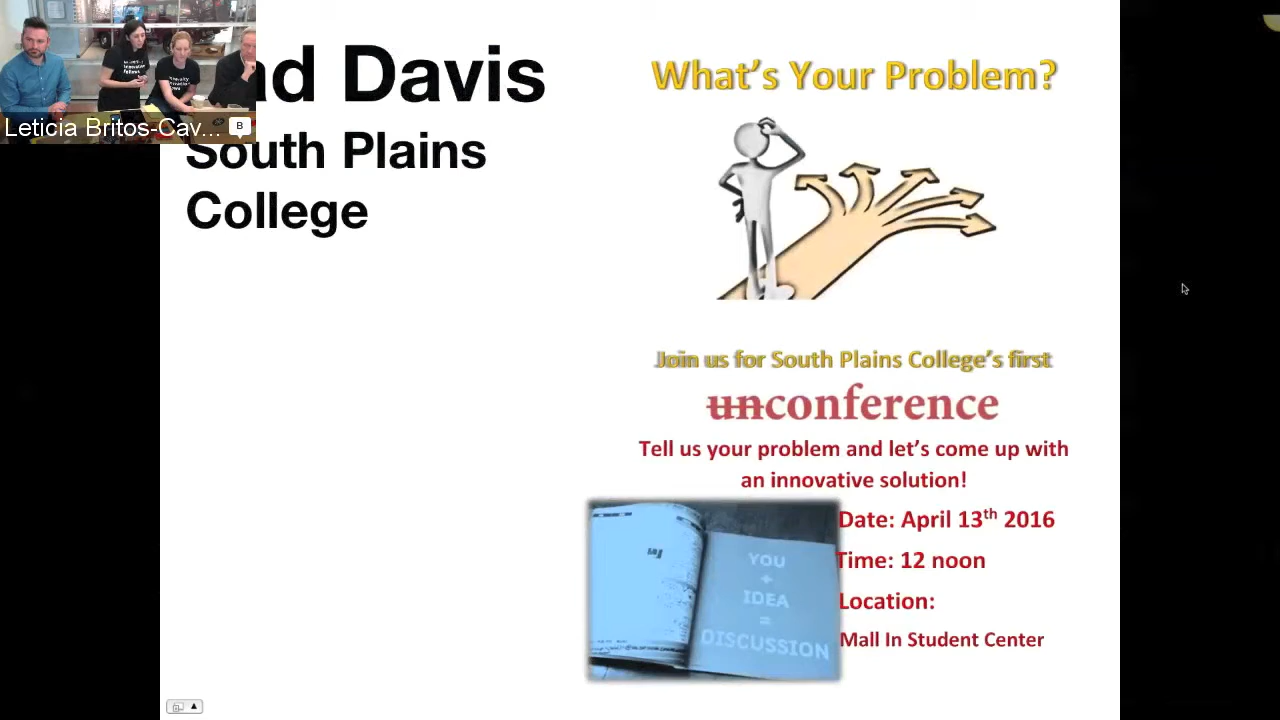 ad Davis
South Plains
College
Leticia Britos-Cav...
B
What's Your Problem?
Join us for South Plains College's first
unconference
Tell us your problem and let's come up with
an innovative solution!
YOU
+
IDEA
=
DISCUSSION
Date: April 13th 2016
Time: 12 noon
Location:
Mall In Student Center